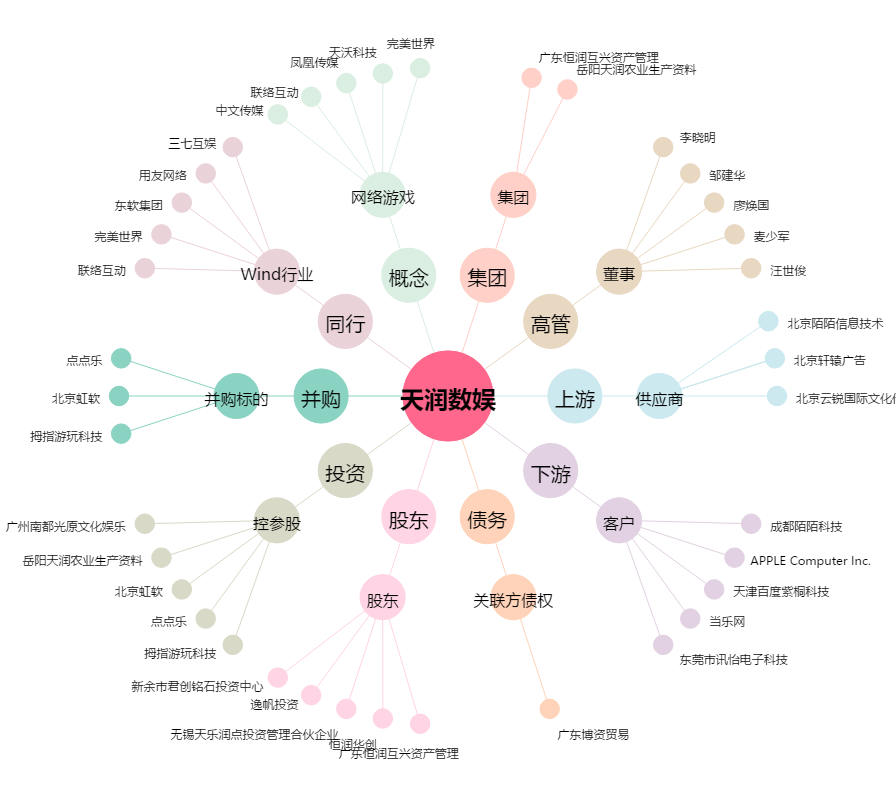 完美世界
天沃科技
凤凰传媒
联络互动
中文传媒
广东恒润互兴资产管理
岳阳天润农业生产资料
三七互娱
用友网络
东软集团
完美世界
联络互动
网络游戏
集团
李晓明
邹建华
廖焕国
麦少军
汪世俊
Wind行业
概念
集团
董事
同行
高管
北京陌陌信息技术
北京轩辕广告
北京云锐国际文化
点点乐
北京虹软
拇指游玩科技
并购标的
并购
天润数娱
上游
供应商
投资
下游
控参股
股东
债务
客户
广州南都光原文化娱乐
岳阳天润农业生产资料
北京虹软
点点乐
拇指游玩科技
成都陌陌科技
APPLE Computer Inc.
天津百度紫桐科技
当乐网
东莞市讯怡电子科技
股东
关联方债权
新余市君创铭石投资中心
逸帆投资
无锡天乐润点投资管理合伙企业
恒润华创
广东恒润互兴资产管理
广东博资贸易